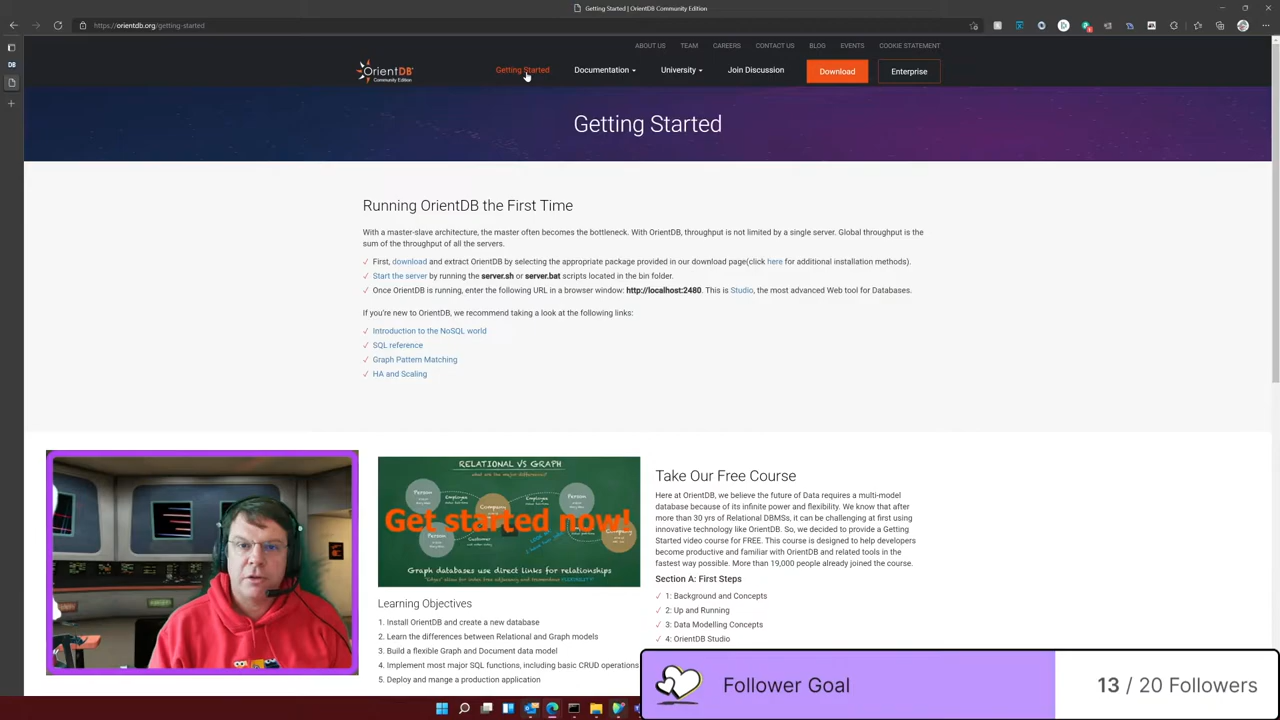 Getting Started | OrientDB Community Edition
https://orientdb.org/getting-started
ABOUT US TEAM CAREERS CONTACT US BLOG EVENTS COOKIE STATEMENT
OrientDB
Community Edition
Getting Started Documentation University Join Discussion Download Enterprise
DB
Getting Started
Running OrientDB the First Time
With a master-slave architecture, the master often becomes the bottleneck. With OrientDB, throughput is not limited by a single server. Global throughput is the
sum of the throughput of all the servers.
First, download and extract OrientDB by selecting the appropriate package provided in our download page(click here for additional installation methods).
Start the server by running the server.sh or server.bat scripts located in the bin folder.
Once OrientDB is running, enter the following URL in a browser window: http://localhost:2480. This is Studio, the most advanced Web tool for Databases.
If you're new to OrientDB, we recommend taking a look at the following links:
Introduction to the NoSQL world
SQL reference
Graph Pattern Matching
HA and Scaling
RELATIONAL VS GRAPH
what are the major differences?
Person
Employee
Company
Employee
Person
Get started now!
Person
Customer
Company
Graph databases use direct links for relationships
Learning Objectives
1. Install OrientDB and create a new database
2. Learn the differences between Relational and Graph models
3. Build a flexible Graph and Document data model
4. Implement most major SQL functions, including basic CRUD operations
5. Deploy and mange a production application
Take Our Free Course
Here at OrientDB, we believe the future of Data requires a multi-model
database because of its infinite power and flexibility. We know that after
more than 30 yrs of Relational DBMSs, it can be challenging at first using
innovative technology like OrientDB. So, we decided to provide a Getting
Started video course for FREE. This course is designed to help developers
become productive and familiar with OrientDB and related tools in the
fastest way possible. More than 19,000 people already joined the course.
Section A: First Steps
1: Background and Concepts
2: Up and Running
3: Data Modelling Concepts
4: OrientDB Studio
Follower Goal 13 / 20 Followers